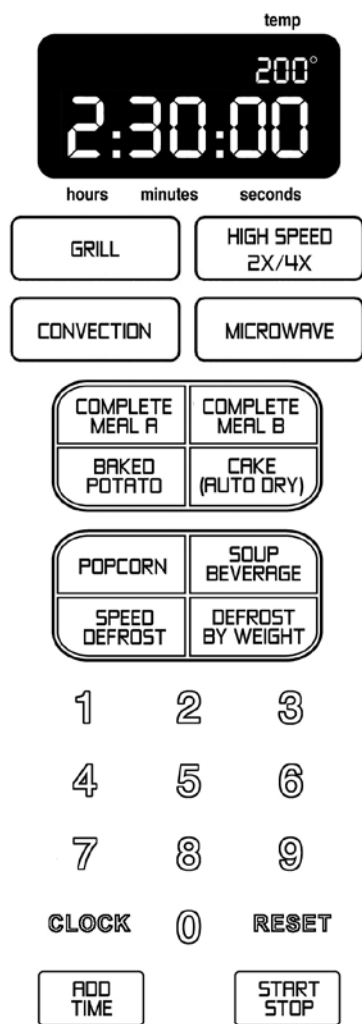 temp
200°
2:30:00
hours minutes seconds
GRILL
HIGH SPEED
2X/4X
CONVECTION
MICROWAVE
COMPLETE
MEAL A
COMPLETE
MEAL B
BAKED
POTATO
CAKE
(AUTO DRY)
POPCORN
SOUP
BEVERAGE
SPEED
DEFROST
DEFROST
BY WEIGHT
1 2 3
4 5 6
7 8 9
CLOCK 0 RESET
ADD
TIME
START
STOP